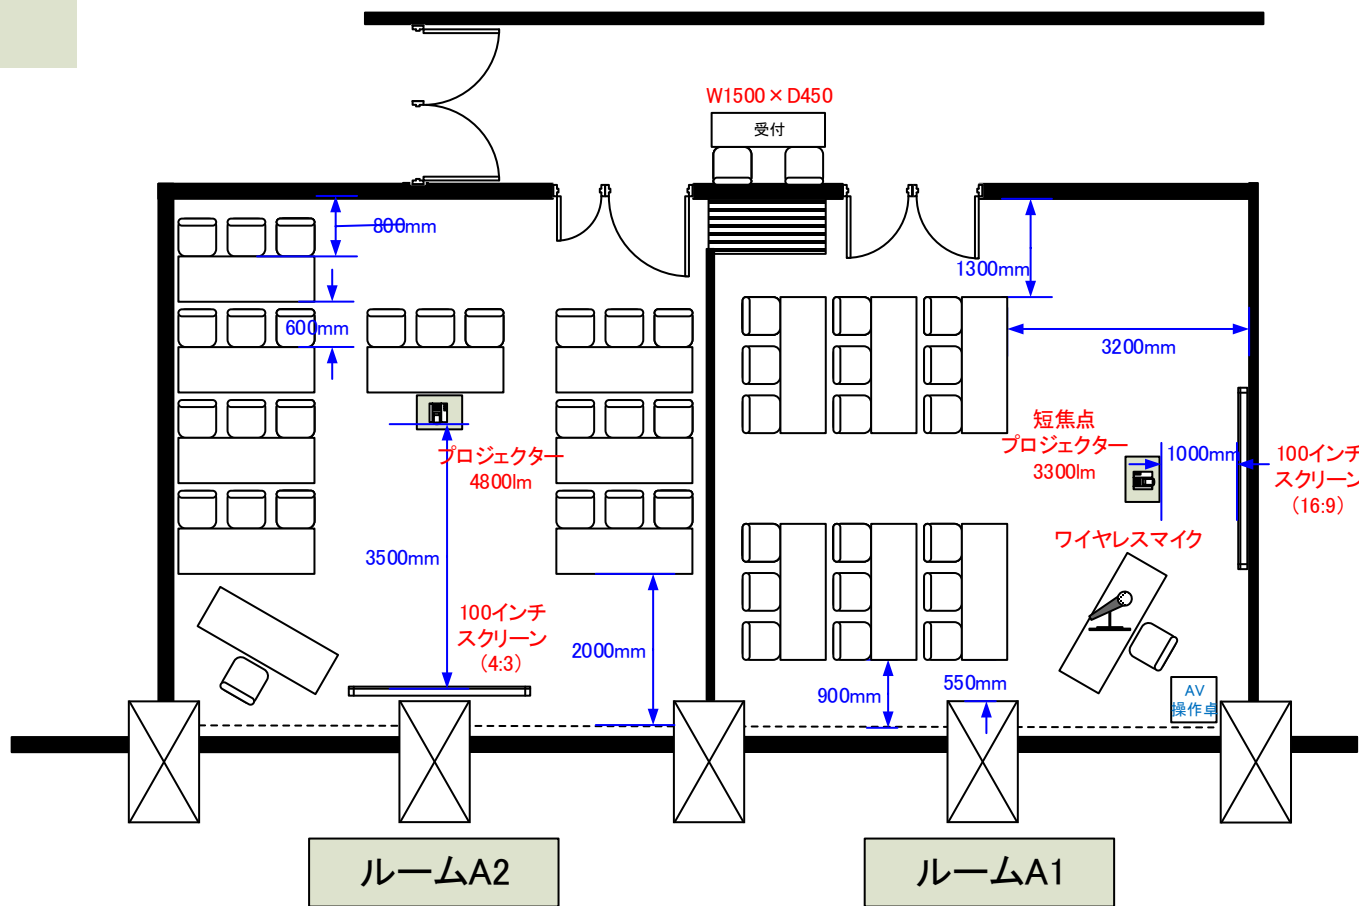 W1500×D450
受付
800mm
1300mm
600mm
3200mm
短焦点
プロジェクター
3300lm
1000mm
100インチ
スクリーン
(16:9)
プロジェクター
4800lm
ワイヤレスマイク
3500mm
100インチ
スクリーン
(4:3)
2000mm
900mm
550mm
AV
操作卓
ルームA2
ルームA1